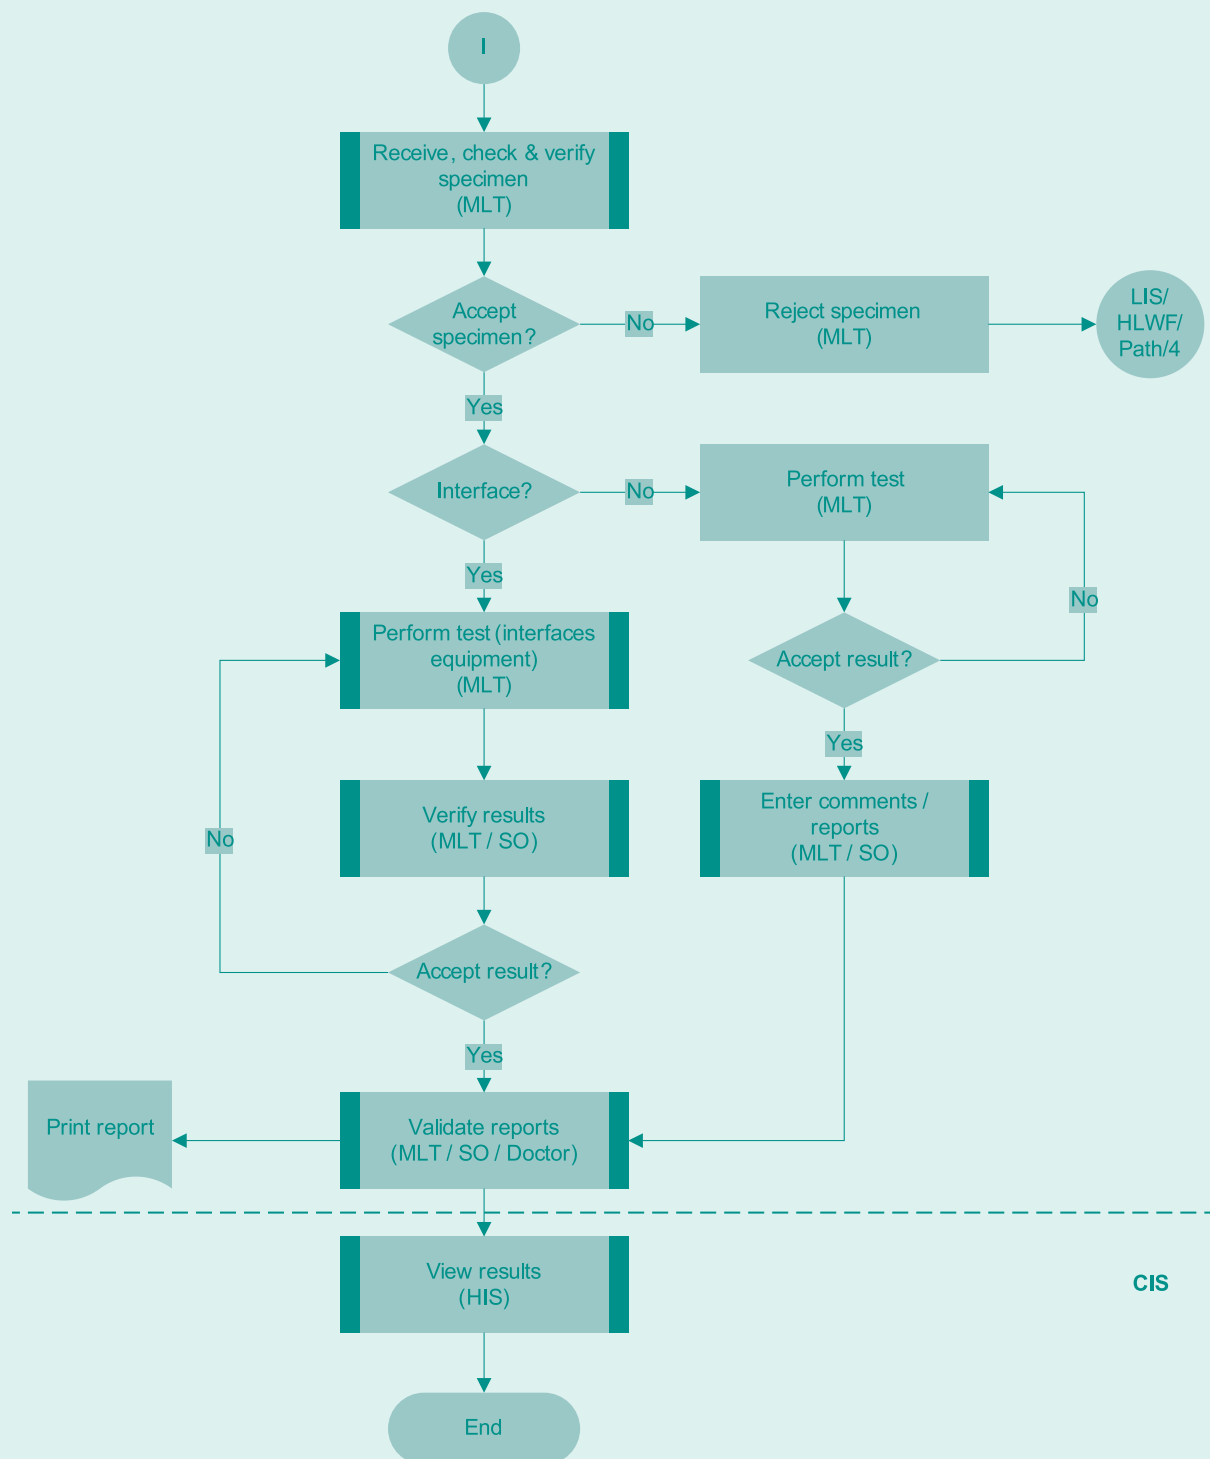 I
Receive, check & verify
specimen
(MLT)
Accept
specimen?
No
Reject specimen
(MLT)
LIS/
HLWF/
Path/4
Yes
Interface?
No
Perform test
(MLT)
Yes
No
Perform test (interfaces
equipment)
(MLT)
Accept result?
Yes
Verify results
(MLT / SO)
Enter comments /
reports
(MLT / SO)
No
Accept result?
Yes
Print report
Validate reports
(MLT / SO / Doctor)
View results
(HIS)
CIS
End